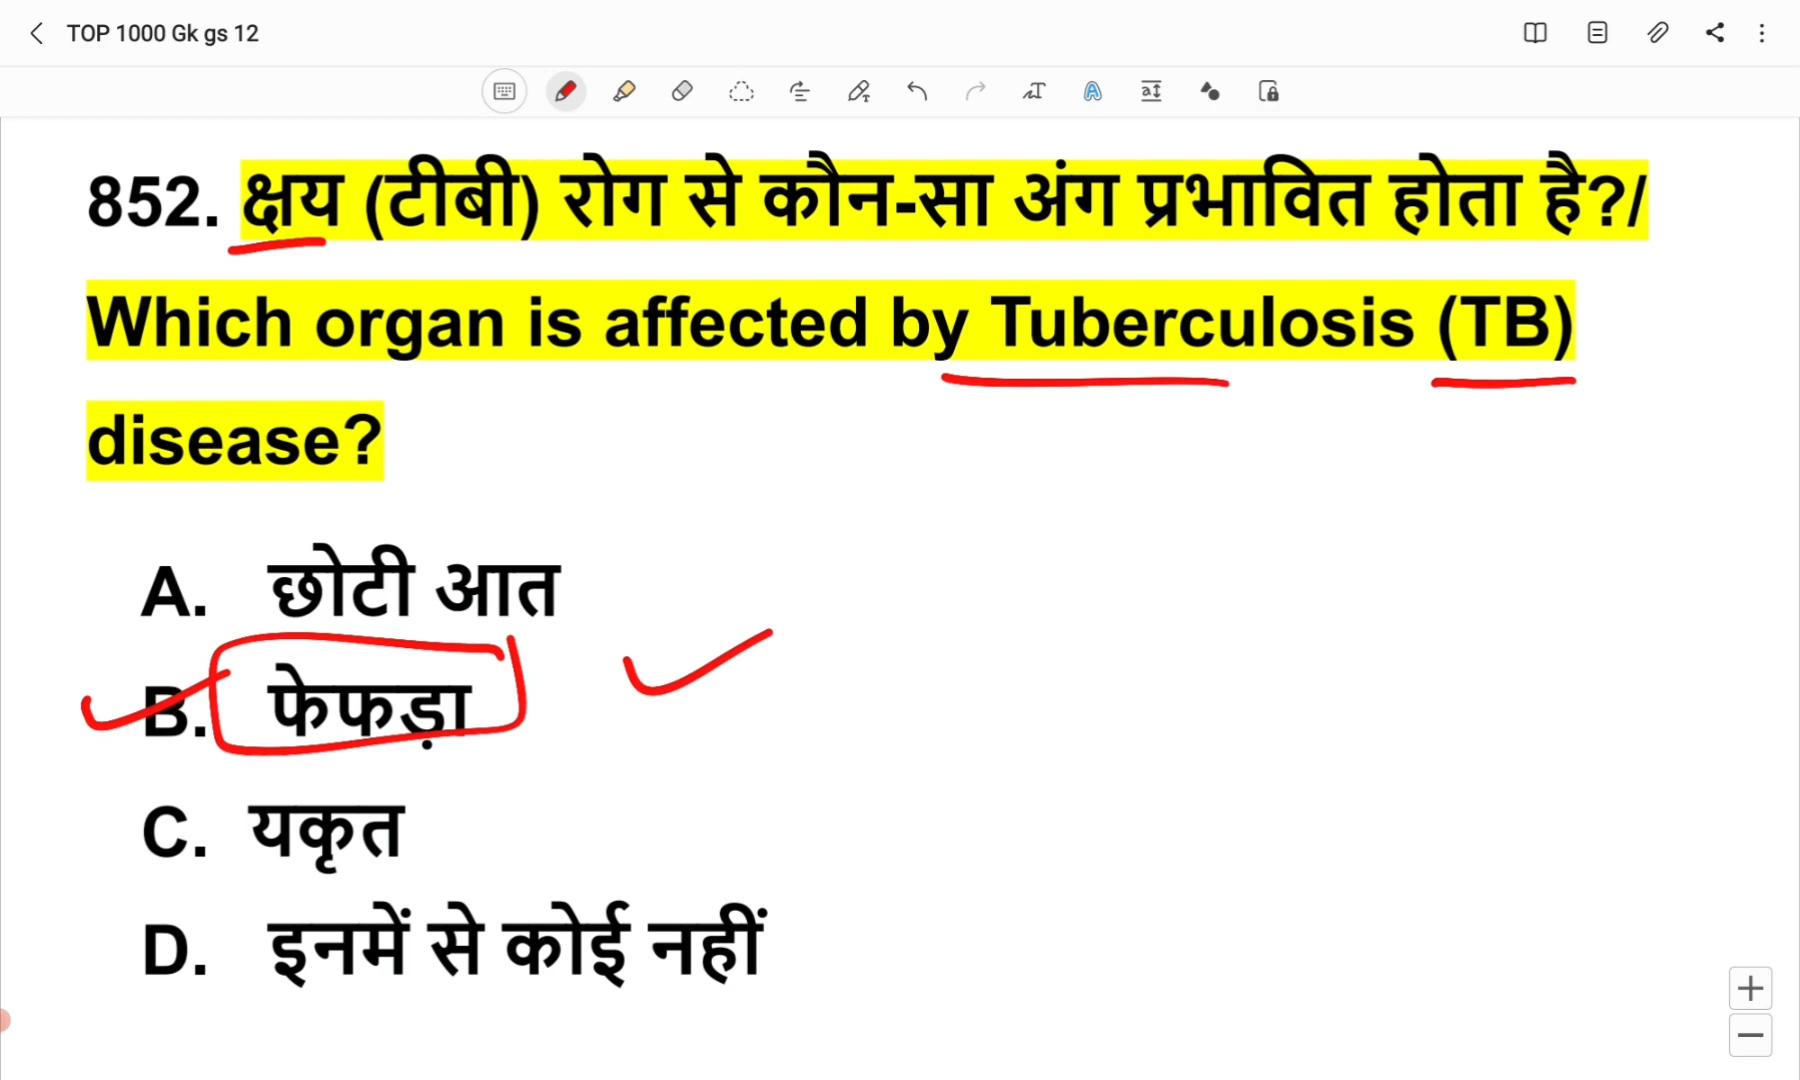 TOP 1000 Gk gs 12
852. क्षय (टीबी) रोग से कौन-सा अंग प्रभावित होता है?/
Which organ is affected by Tuberculosis (TB)
disease?
A. छोटी आत
B. फेफड़ा
C. यकृत
D. इनमें से कोई नहीं